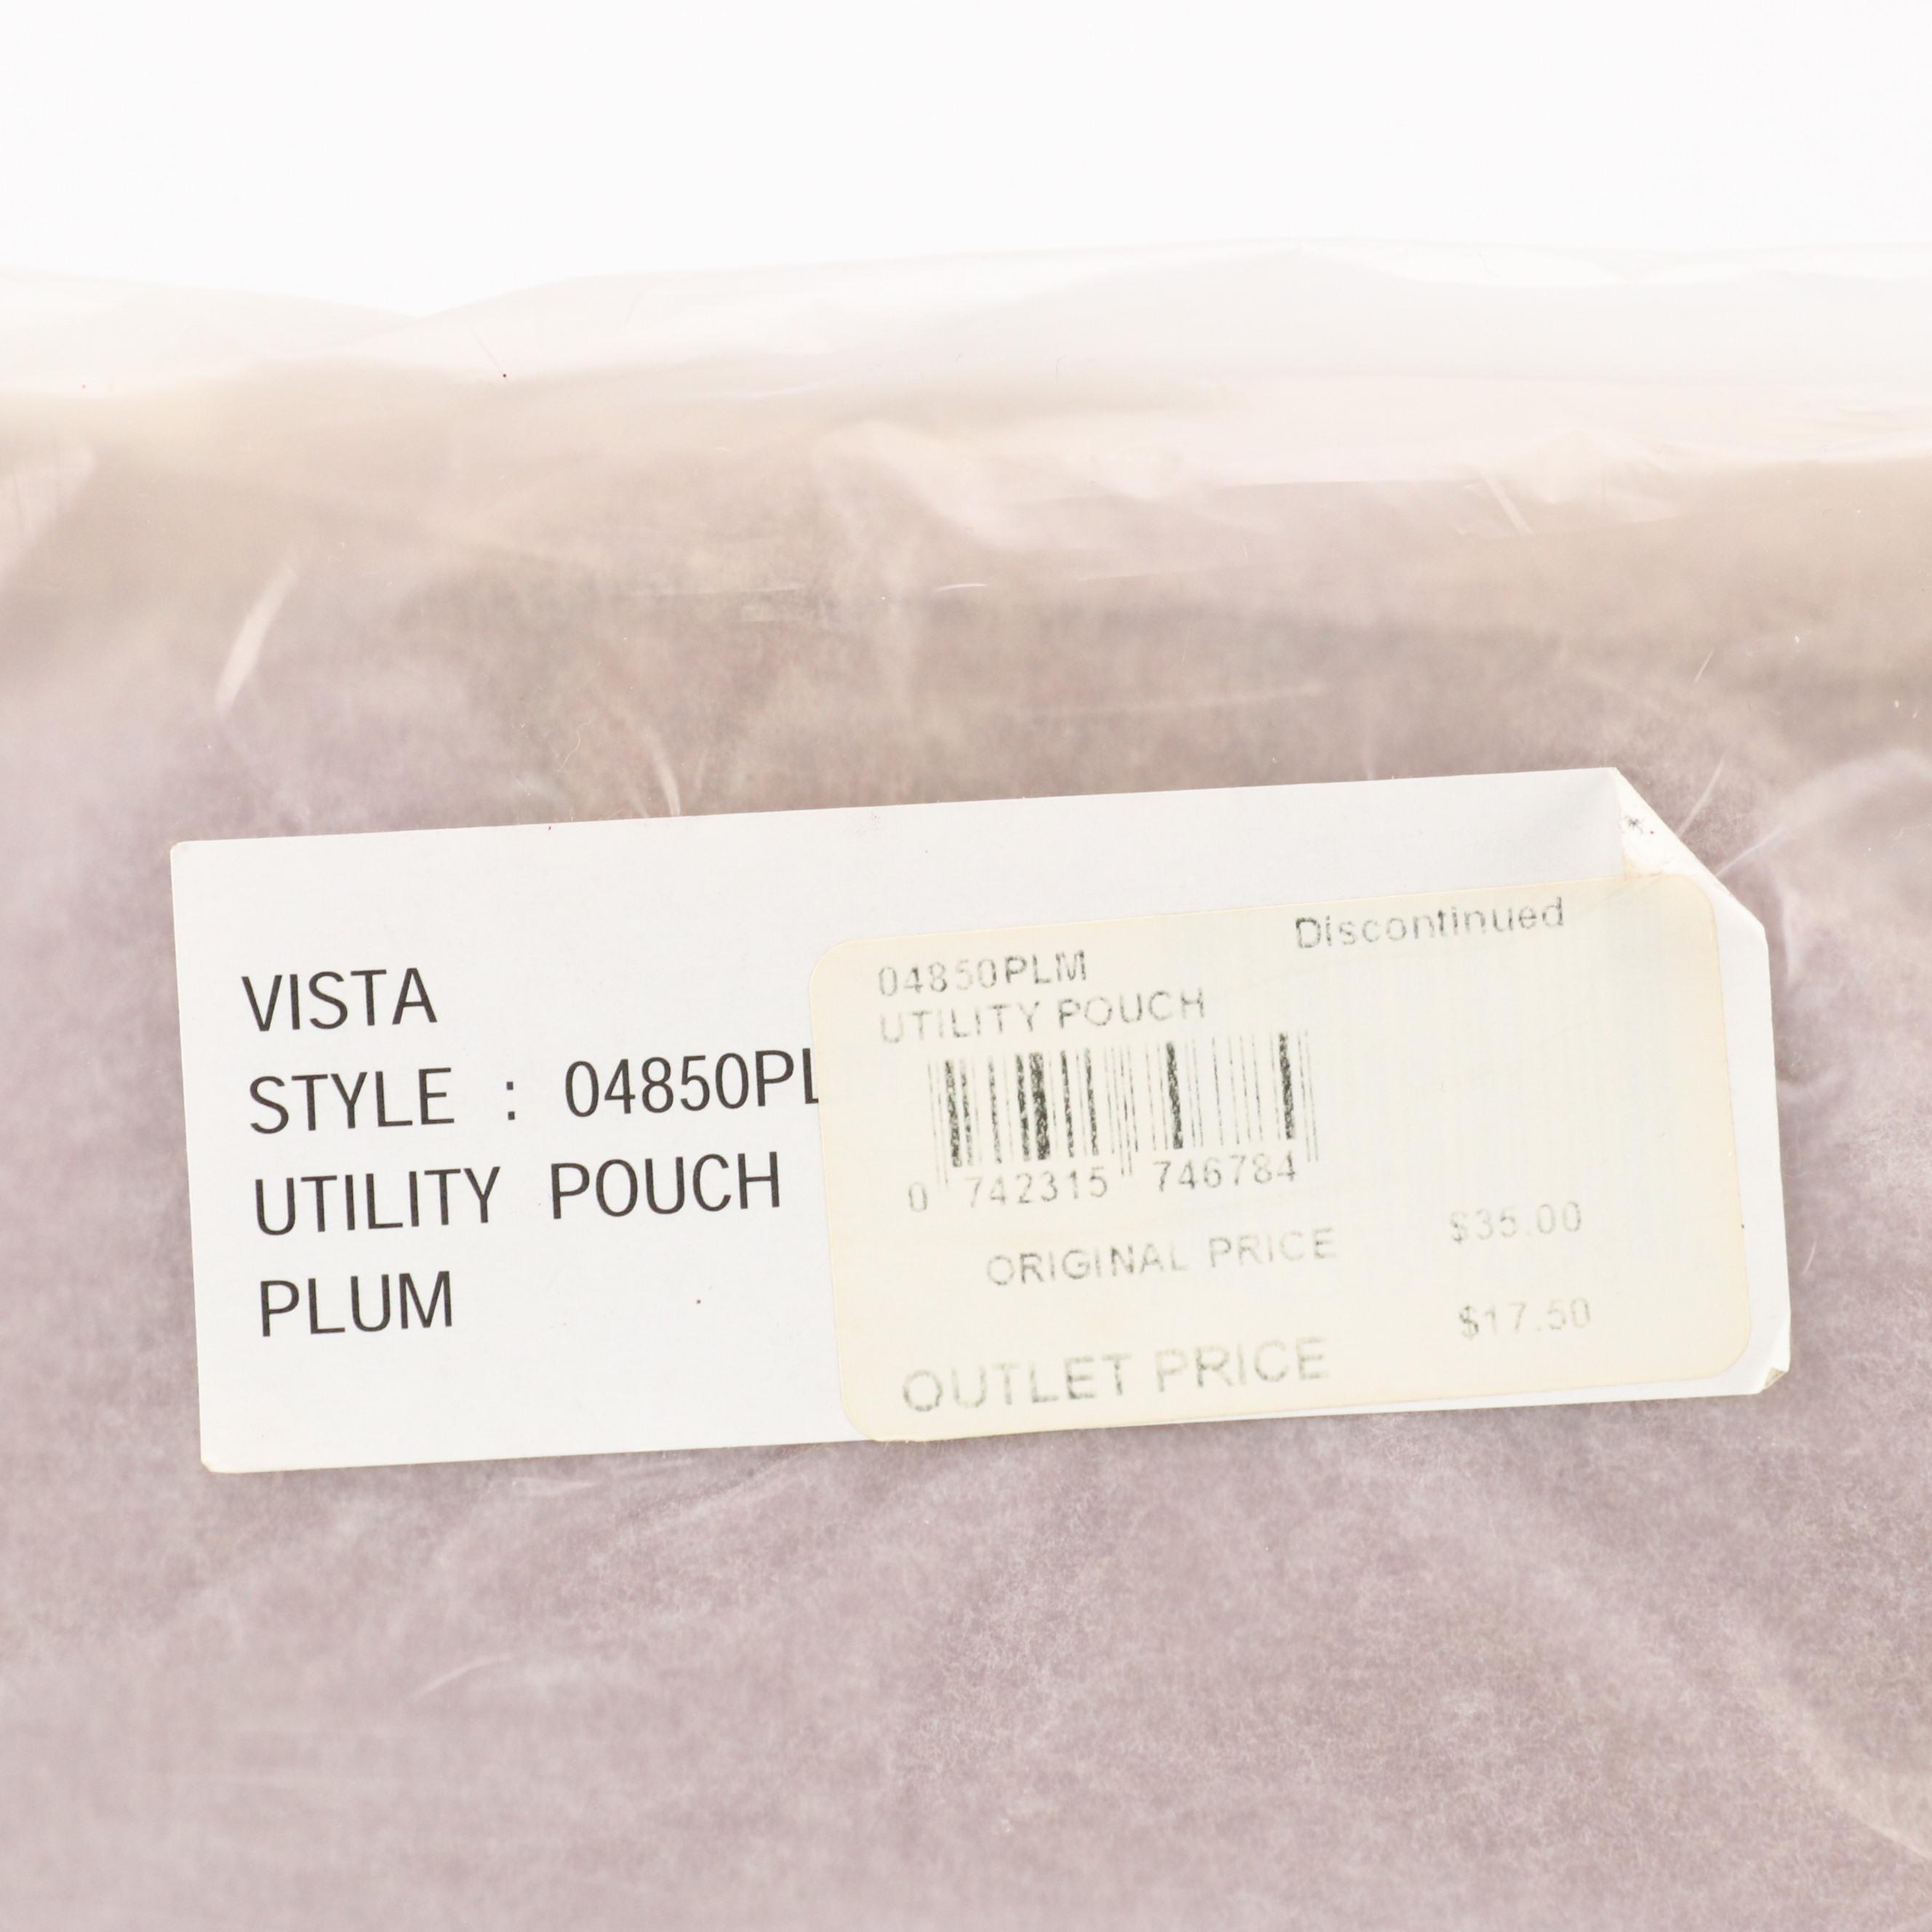 VISTA
STYLE : 04850PL
UTILITY POUCH
PLUM
Discontinued
04850PLM
UTILITY POUCH
0 742315 746784
ORIGINAL PRICE $35.00
$17.50
OUTLET PRICE